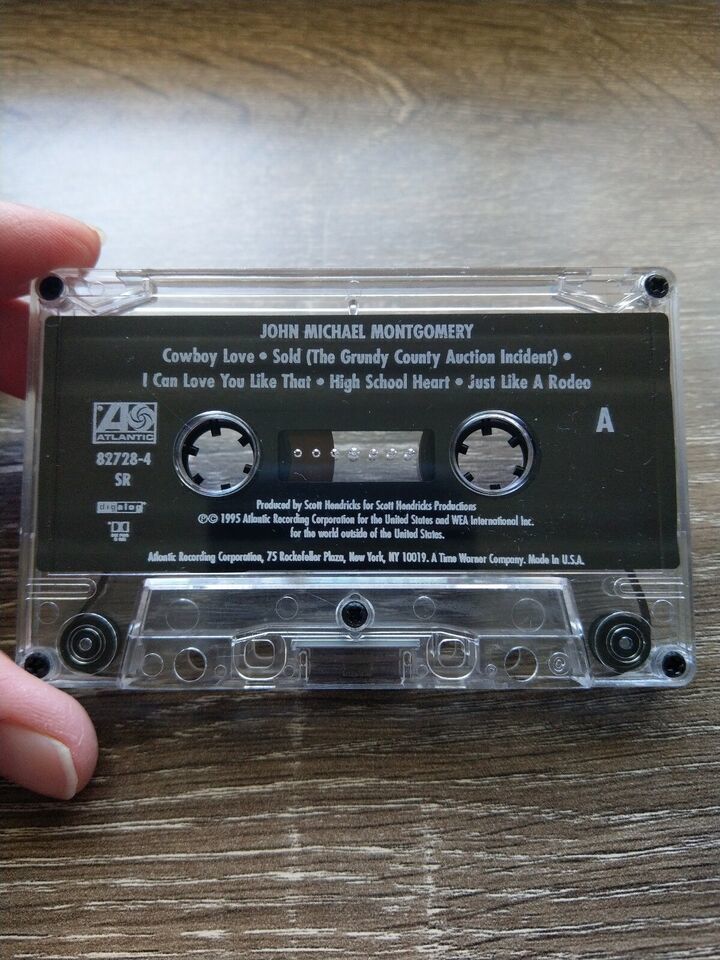 JOHN MICHAEL MONTGOMERY
Cowboy Love • Sold (The Grundy County Auction Incident) •
I Can Love You Like That • High School Heart • Just Like A Rodeo
A
ATLANTIC
82728-4
SR
digalog
Produced by Scott Hendricks for Scott Hendricks Productions
℗© 1995 Atlantic Recording Corporation for the United States and WEA International Inc.
for the world outside of the United States.
Atlantic Recording Corporation, 75 Rockefeller Plaza, New York, NY 10019. A Time Warner Company. Made in U.S.A.